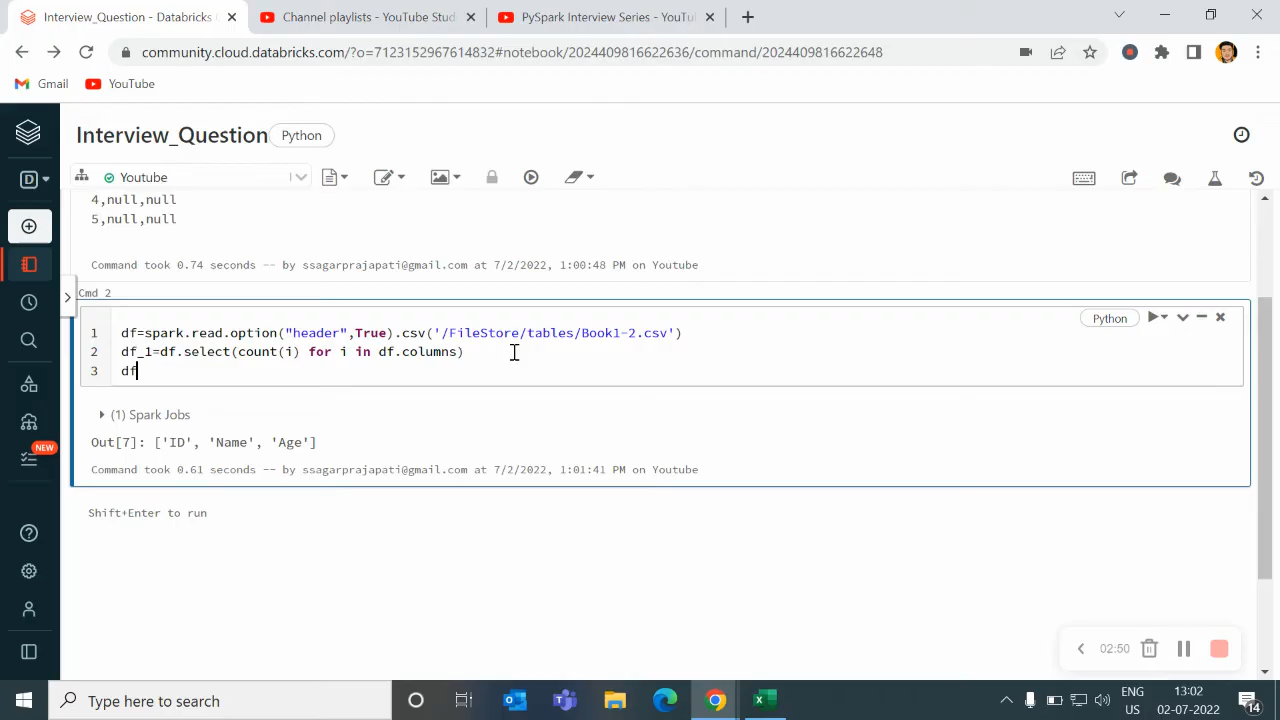 Interview_Question - Databricks
Channel playlists - YouTube Stud
PySpark Interview Series - YouTu
community.cloud.databricks.com/?o=7123152967614832#notebook/2024409816622636/command/2024409816622648
Gmail
YouTube
Interview_Question
Python
D
Youtube
4,null,null
5,null,null
Command took 0.74 seconds -- by ssagarprajapati@gmail.com at 7/2/2022, 1:00:48 PM on Youtube
Cmd 2
Python
1 df=spark.read.option("header",True).csv('/FileStore/tables/Book1-2.csv')
2 df_1=df.select(count(i) for i in df.columns)
3 df
(1) Spark Jobs
Out[7]: ['ID', 'Name', 'Age']
NEW
Command took 0.61 seconds -- by ssagarprajapati@gmail.com at 7/2/2022, 1:01:41 PM on Youtube
Shift+Enter to run
02:50
Type here to search
ENG
US
13:02
02-07-2022
14